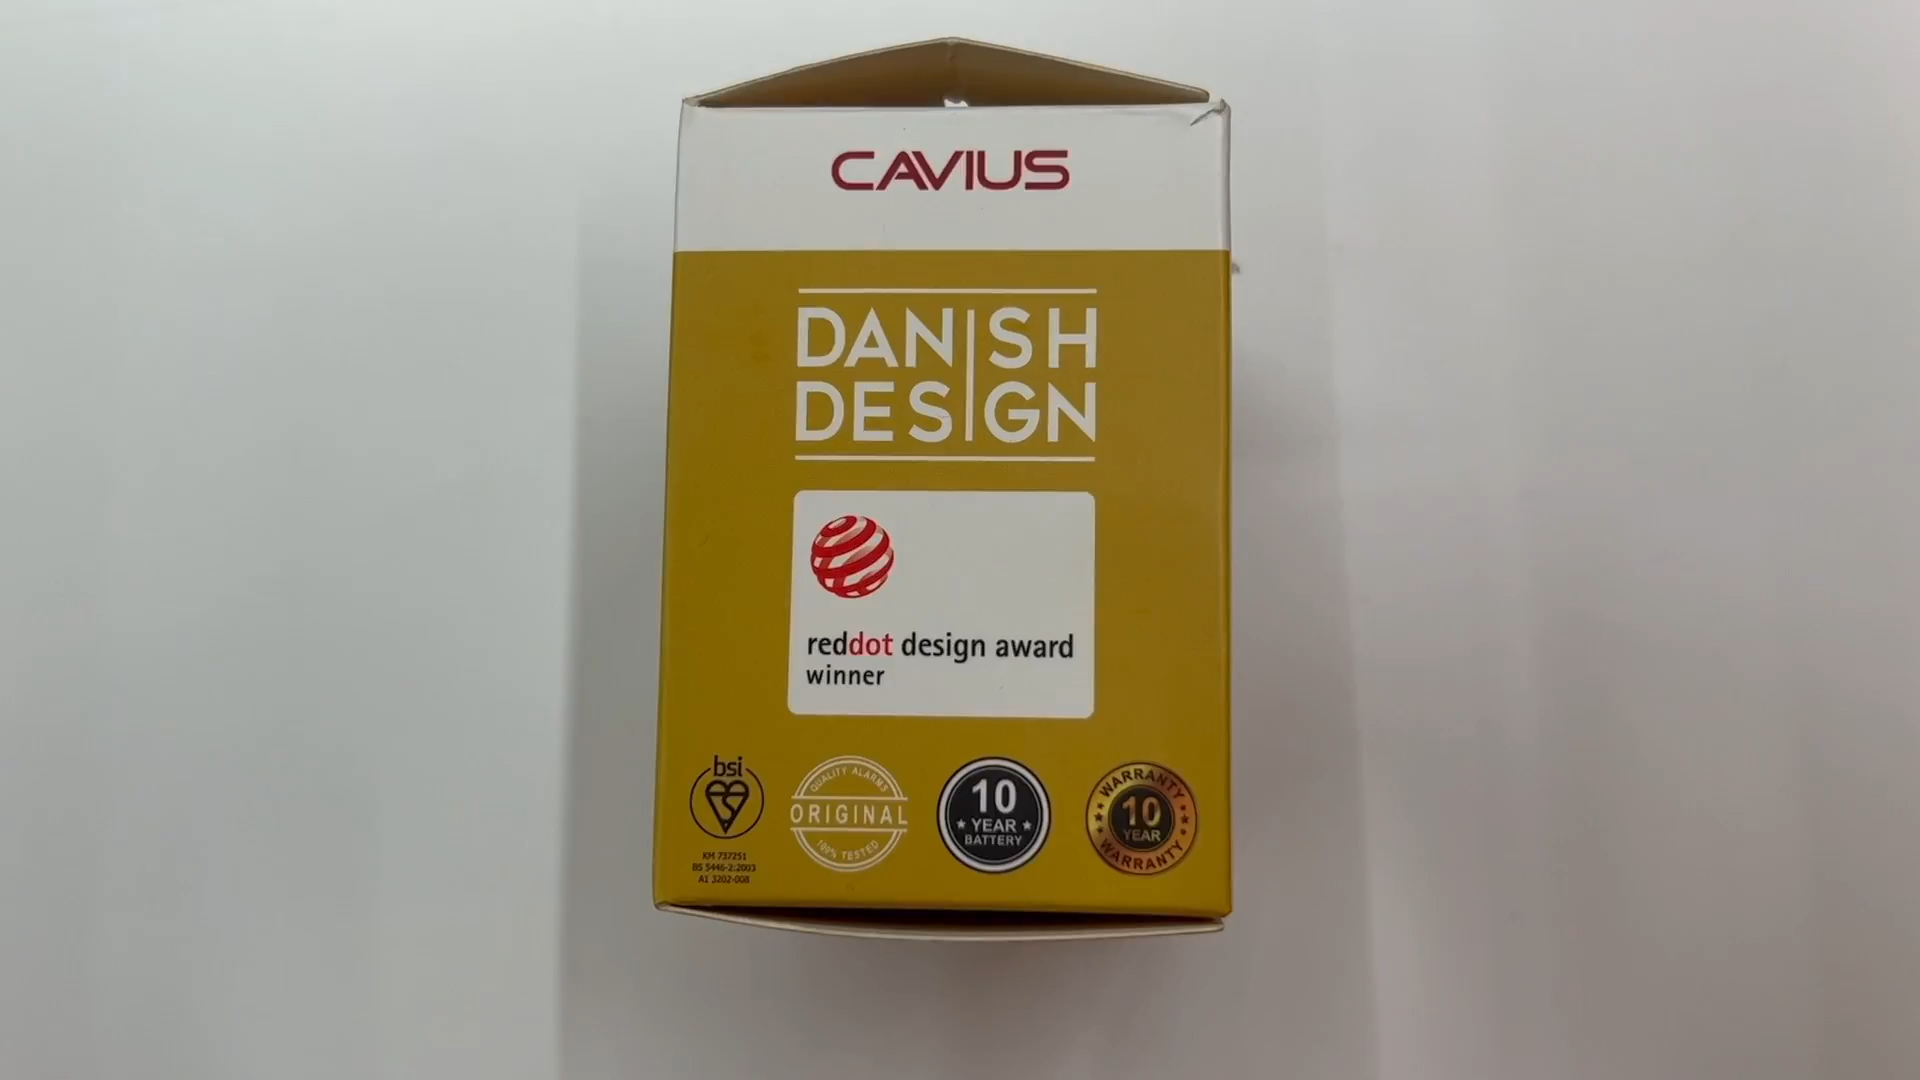 CAVIUS
DANISH
DESIGN
reddot design award
winner
bsi
KM 737251
BS 5446-2:2003
A1 3202-008
QUALITY ALARMS
ORIGINAL
100% TESTED
10
YEAR
BATTERY
WARRANTY
10
YEAR
WARRANTY